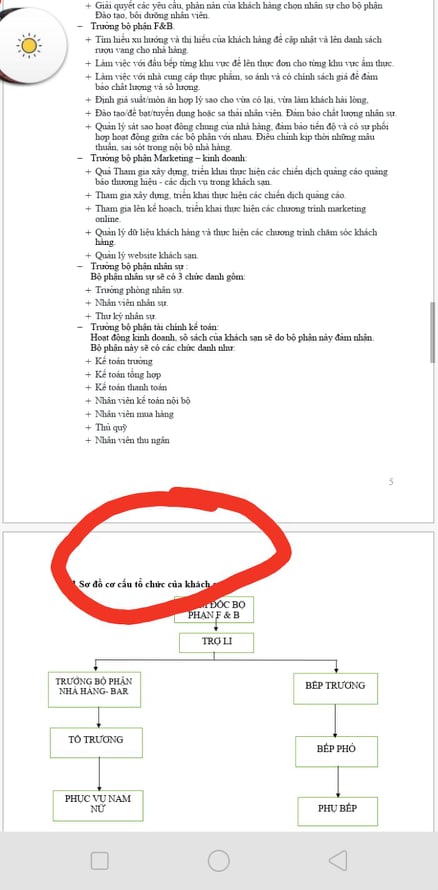 + Giải quyết các yêu cầu, phàn nàn của khách hàng chọn nhân sự cho bộ phận
Đào tạo, bồi dưỡng nhân viên.
– Trưởng bộ phận F&B.
+ Tìm hiểu xu hướng và thị hiếu của khách hàng để cập nhật và lên danh sách
rượu vang cho nhà hàng.
+ Làm việc với đầu bếp từng khu vực để lên thực đơn cho từng khu vực ẩm thực.
+ Làm việc với nhà cung cáp thực phẩm, so ánh và có chính sách giá để đảm
bảo chất lượng và số lượng.
+ Định giá suất/món ăn hợp lý sao cho vừa có lại, vừa làm khách hài lòng,
+ Đào tạo/đề bạt/tuyển dụng hoặc sa thải nhân viên. Đảm bảo chất lượng nhân sự.
+ Quản lý sát sao hoạt động chung của nhà hàng, đảm bảo tiến độ và có sự phối
hợp hoạt động giữa các bộ phận với nhau. Điều chỉnh kịp thời những mâu
thuẫn, sai sót trong nội bộ nhà hàng.
– Trưởng bộ phận Marketing – kinh doanh:
+ Quả Tham gia xây dựng, triển khai thực hiện các chiến dịch quảng cáo quảng
bảo thương hiệu - các dịch vụ trong khách sạn.
+ Tham gia xây dựng, triển khai thực hiện các chiến dịch quảng cáo.
+ Tham gia lên kế hoạch, triển khai thực hiện các chương trình marketing
online.
+ Quản lý dữ liệu khách hàng và thực hiện các chương trình chăm sóc khách
hàng.
+ Quản lý website khách sạn.
– Trưởng bộ phận nhân sự :
Bộ phận nhân sự sẽ có 3 chức danh gồm:
+ Trưởng phòng nhân sự.
+ Nhân viên nhân sự.
+ Thư ký nhân sự.
– Trưởng bộ phận tài chính kế toán:
Hoạt động kinh doanh, sổ sách của khách sạn sẽ do bộ phận này đảm nhận.
Bộ phận này sẽ có các chức danh như:
+ Kế toán trưởng
+ Kế toán tổng hợp
+ Kế toán thanh toán
+ Nhân viên kế toán nội bộ
+ Nhân viên mua hàng
+ Thủ quỹ
+ Nhân viên thu ngân
5
Sơ đồ cơ cấu tổ chức của khách
ĐỐC BỘ
PHẬN F & B
TRỢ LI
TRƯỞNG BỘ PHẬN
NHÀ HÀNG- BAR
BẾP TRƯỞNG
TỔ TRƯỞNG
BẾP PHÓ
PHỤC VỤ NAM
NỮ
PHỤ BẾP